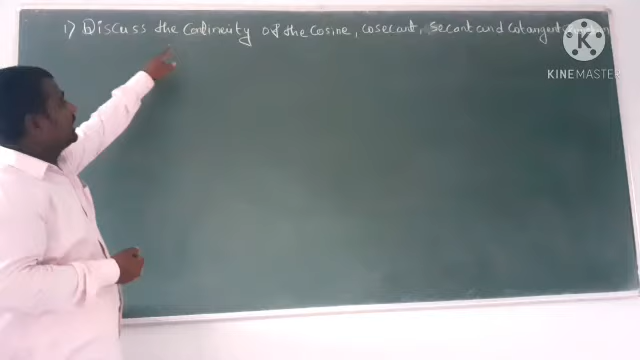 1) Discuss the Continuity of the Cosine, cosecant, Secant and Cotangent
KINEMASTER